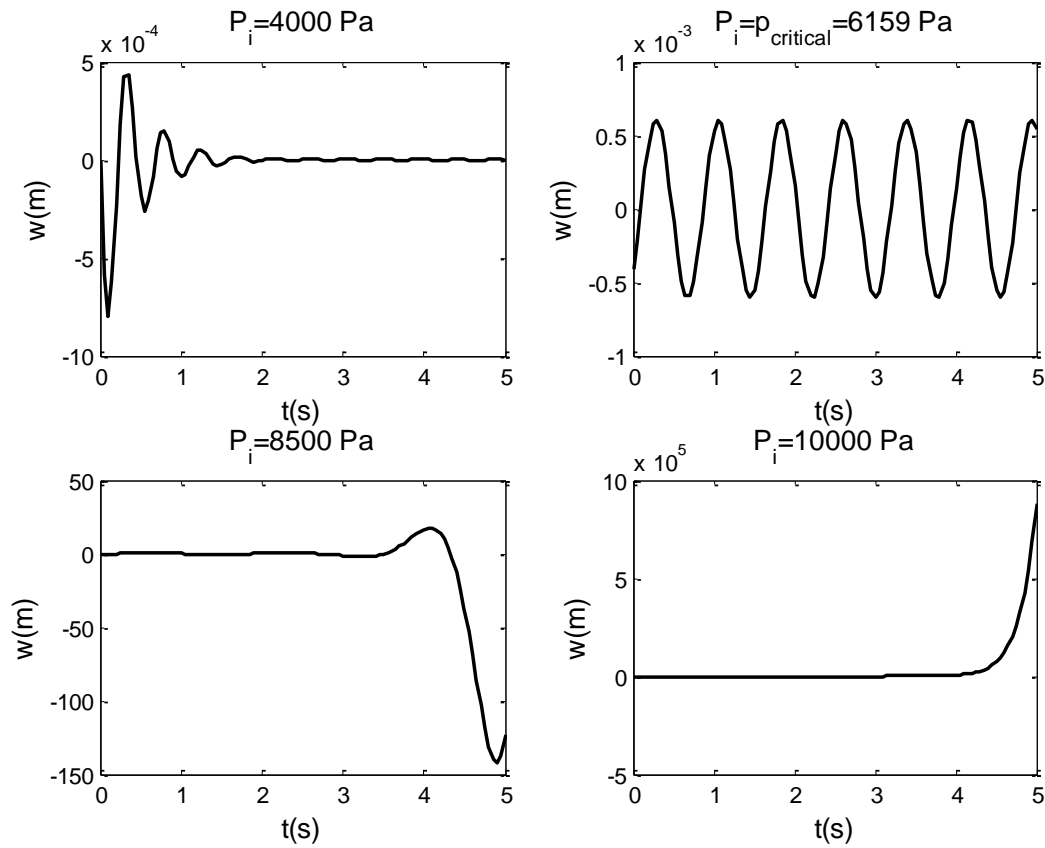 P_i=4000 Pa
x 10^-4
5
0
-5
-10
w(m)
0 1 2 3 4 5
t(s)
P_i=p_critical=6159 Pa
x 10^-3
1
0.5
0
-0.5
-1
w(m)
0 1 2 3 4 5
t(s)
P_i=8500 Pa
50
0
-50
-100
-150
w(m)
0 1 2 3 4 5
t(s)
P_i=10000 Pa
x 10^5
10
5
0
-5
w(m)
0 1 2 3 4 5
t(s)